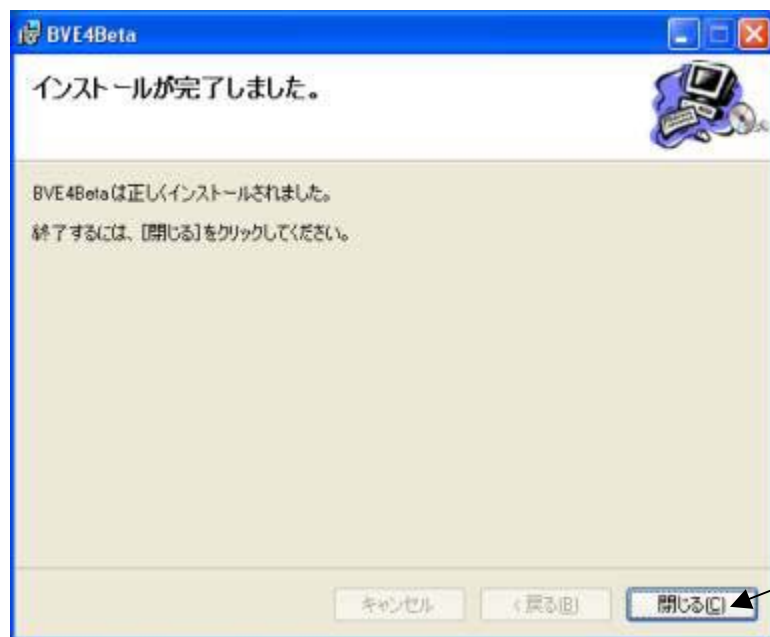 BVE4Beta
インストールが完了しました。
BVE4Betaは正しくインストールされました。
終了するには、[閉じる]をクリックしてください。
キャンセル
< 戻る(B)
閉じる(C)